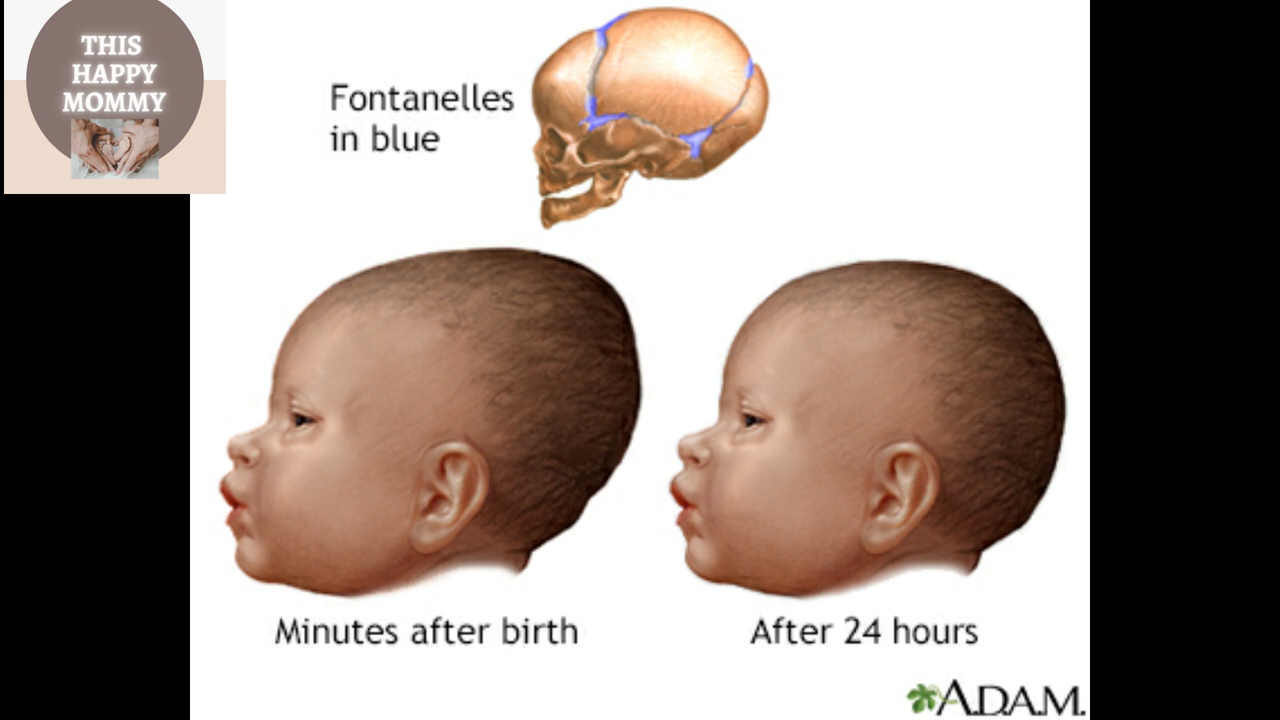 THIS
HAPPY
MOMMY
Fontanelles
in blue
Minutes after birth
After 24 hours
A.D.A.M.